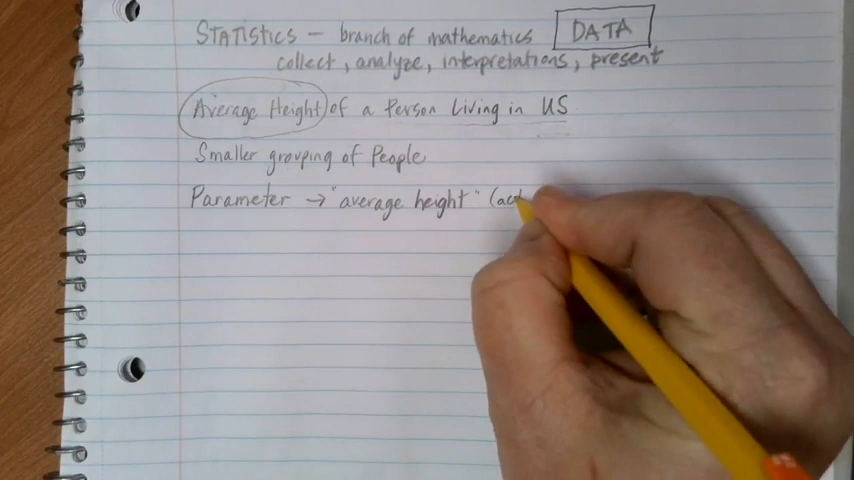 STATISTICS – branch of mathematics DATA
collect, analyze, interpretations, present
Average Height of a Person Living in US
Smaller grouping of People
Parameter → "average height" (act